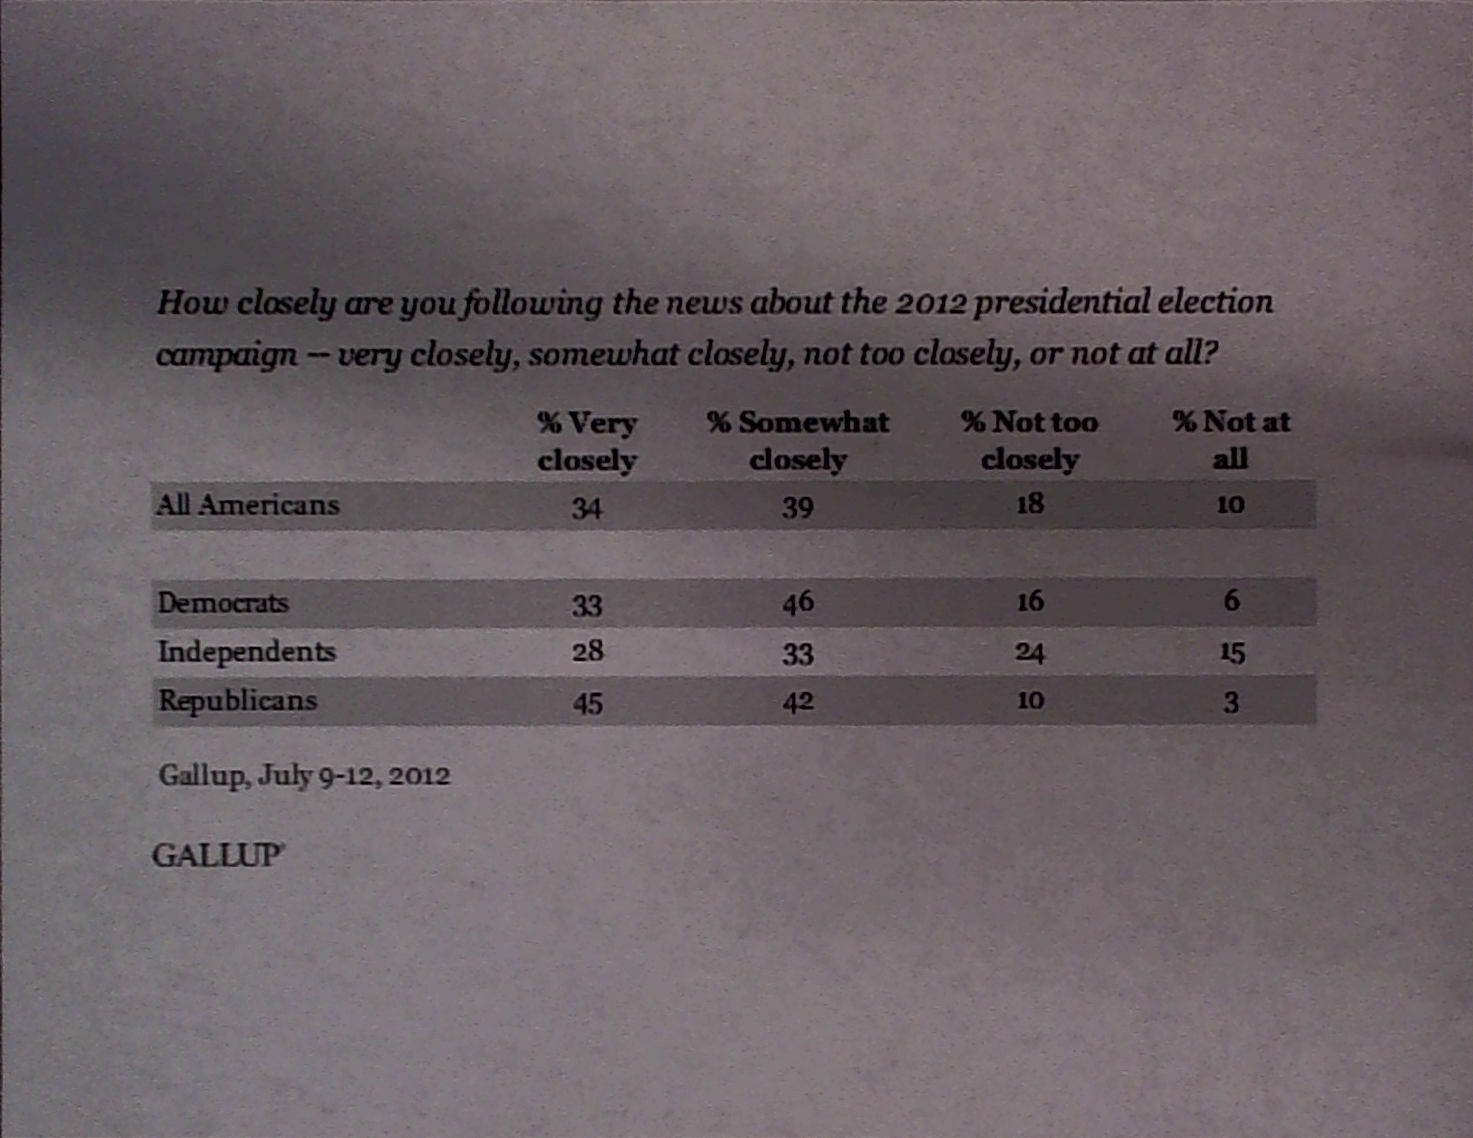 How closely are you following the news about the 2012 presidential election
campaign – very closely, somewhat closely, not too closely, or not at all?
% Very % Somewhat % Not too % Not at
closely closely closely all
All Americans 34 39 18 10
Democrats 33 46 16 6
Independents 28 33 24 15
Republicans 45 42 10 3
Gallup, July 9-12, 2012
GALLUP®